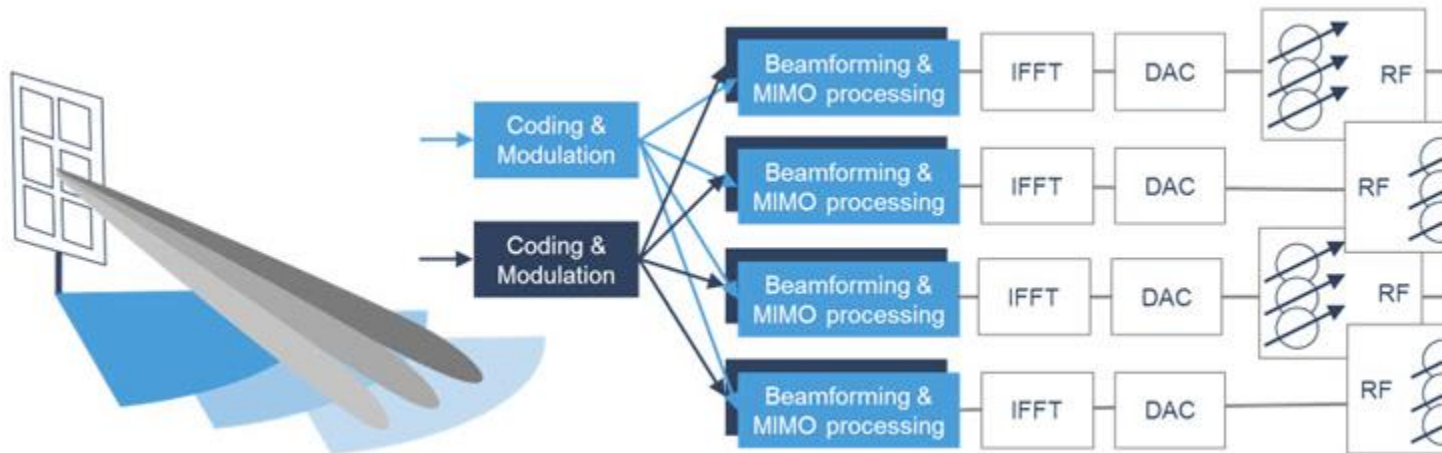 Coding &
Modulation
Coding &
Modulation
Beamforming &
MIMO processing
IFFT
DAC
RF
Beamforming &
MIMO processing
IFFT
DAC
RF
Beamforming &
MIMO processing
IFFT
DAC
RF
Beamforming &
MIMO processing
IFFT
DAC
RF